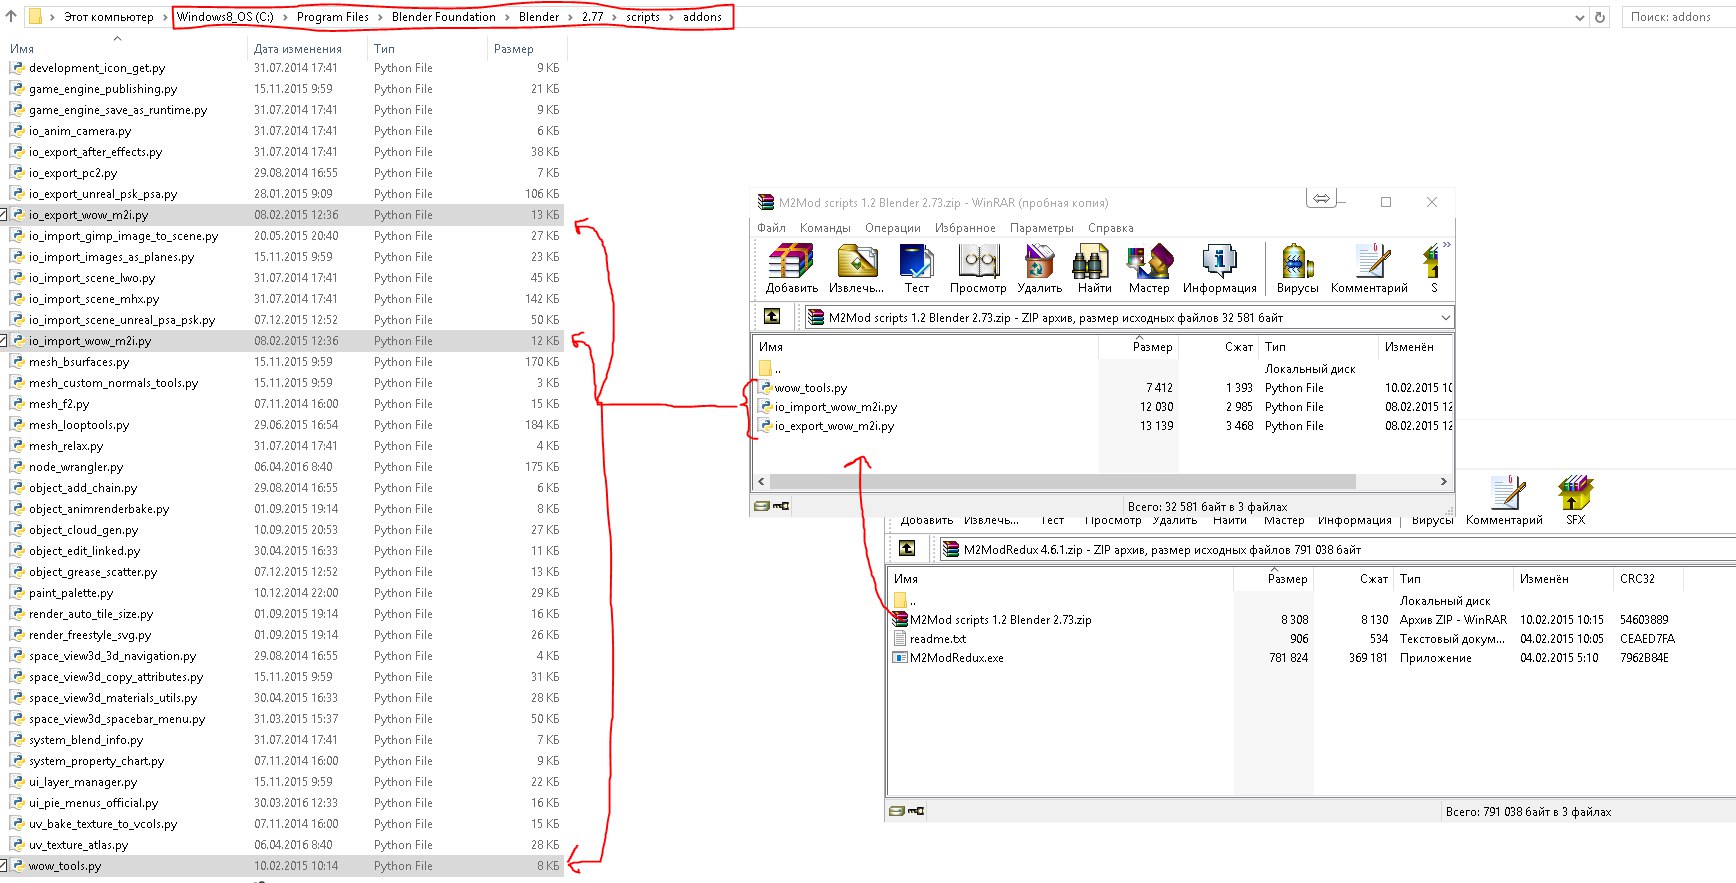 Этот компьютер > Windows8_OS (C:) > Program Files > Blender Foundation > Blender > 2.77 > scripts > addons
Поиск: addons
Имя Дата изменения Тип Размер
development_icon_get.py 31.07.2014 17:41 Python File 9 КБ
game_engine_publishing.py 15.11.2015 9:59 Python File 21 КБ
game_engine_save_as_runtime.py 31.07.2014 17:41 Python File 9 КБ
io_anim_camera.py 31.07.2014 17:41 Python File 6 КБ
io_export_after_effects.py 31.07.2014 17:41 Python File 38 КБ
io_export_pc2.py 29.08.2014 16:55 Python File 7 КБ
io_export_unreal_psk_psa.py 28.01.2015 9:09 Python File 106 КБ
io_export_wow_m2i.py 08.02.2015 12:36 Python File 13 КБ
io_import_gimp_image_to_scene.py 20.05.2015 20:40 Python File 27 КБ
io_import_images_as_planes.py 15.11.2015 9:59 Python File 23 КБ
io_import_scene_lwo.py 31.07.2014 17:41 Python File 45 КБ
io_import_scene_mhx.py 31.07.2014 17:41 Python File 142 КБ
io_import_scene_unreal_psa_psk.py 07.12.2015 12:52 Python File 50 КБ
io_import_wow_m2i.py 08.02.2015 12:36 Python File 12 КБ
mesh_bsurfaces.py 15.11.2015 9:59 Python File 170 КБ
mesh_custom_normals_tools.py 15.11.2015 9:59 Python File 3 КБ
mesh_f2.py 07.11.2014 16:00 Python File 15 КБ
mesh_looptools.py 29.06.2015 16:54 Python File 184 КБ
mesh_relax.py 31.07.2014 17:41 Python File 4 КБ
node_wrangler.py 06.04.2016 8:40 Python File 175 КБ
object_add_chain.py 29.08.2014 16:55 Python File 6 КБ
object_animrenderbake.py 01.09.2015 19:14 Python File 8 КБ
object_cloud_gen.py 10.09.2015 20:53 Python File 27 КБ
object_edit_linked.py 30.04.2015 16:33 Python File 11 КБ
object_grease_scatter.py 07.12.2015 12:52 Python File 13 КБ
paint_palette.py 10.12.2014 22:00 Python File 29 КБ
render_auto_tile_size.py 01.09.2015 19:14 Python File 16 КБ
render_freestyle_svg.py 01.09.2015 19:14 Python File 26 КБ
space_view3d_3d_navigation.py 29.08.2014 16:55 Python File 4 КБ
space_view3d_copy_attributes.py 15.11.2015 9:59 Python File 31 КБ
space_view3d_materials_utils.py 30.04.2015 16:33 Python File 28 КБ
space_view3d_spacebar_menu.py 31.03.2015 15:37 Python File 50 КБ
system_blend_info.py 31.07.2014 17:41 Python File 7 КБ
system_property_chart.py 07.11.2014 16:00 Python File 9 КБ
ui_layer_manager.py 15.11.2015 9:59 Python File 22 КБ
ui_pie_menus_official.py 30.03.2016 12:33 Python File 16 КБ
uv_bake_texture_to_vcols.py 07.11.2014 16:00 Python File 15 КБ
uv_texture_atlas.py 06.04.2016 8:40 Python File 28 КБ
wow_tools.py 10.02.2015 10:14 Python File 8 КБ
M2Mod scripts 1.2 Blender 2.73.zip - WinRAR (пробная копия)
Файл Команды Операции Избранное Параметры Справка
Добавить Извлечь... Тест Просмотр Удалить Найти Мастер Информация Вирусы Комментарий S
M2Mod scripts 1.2 Blender 2.73.zip - ZIP архив, размер исходных файлов 32 581 байт
Имя Размер Сжат Тип Изменён
.. Локальный диск
wow_tools.py 7 412 1 393 Python File 10.02.2015 10
io_import_wow_m2i.py 12 030 2 985 Python File 08.02.2015 12
io_export_wow_m2i.py 13 139 3 468 Python File 08.02.2015 12
Всего: 32 581 байт в 3 файлах
Добавить Извлечь... Тест Просмотр Удалить Найти Мастер Информация Вирусы Комментарий SFX
M2ModRedux 4.6.1.zip - ZIP архив, размер исходных файлов 791 038 байт
Имя Размер Сжат Тип Изменён CRC32
.. Локальный диск
M2Mod scripts 1.2 Blender 2.73.zip 8 308 8 130 Архив ZIP - WinRAR 10.02.2015 10:15 54603889
readme.txt 906 534 Текстовый докум... 04.02.2015 10:05 CEAED7FA
M2ModRedux.exe 781 824 369 181 Приложение 04.02.2015 5:10 7962B84E
Всего: 791 038 байт в 3 файлах